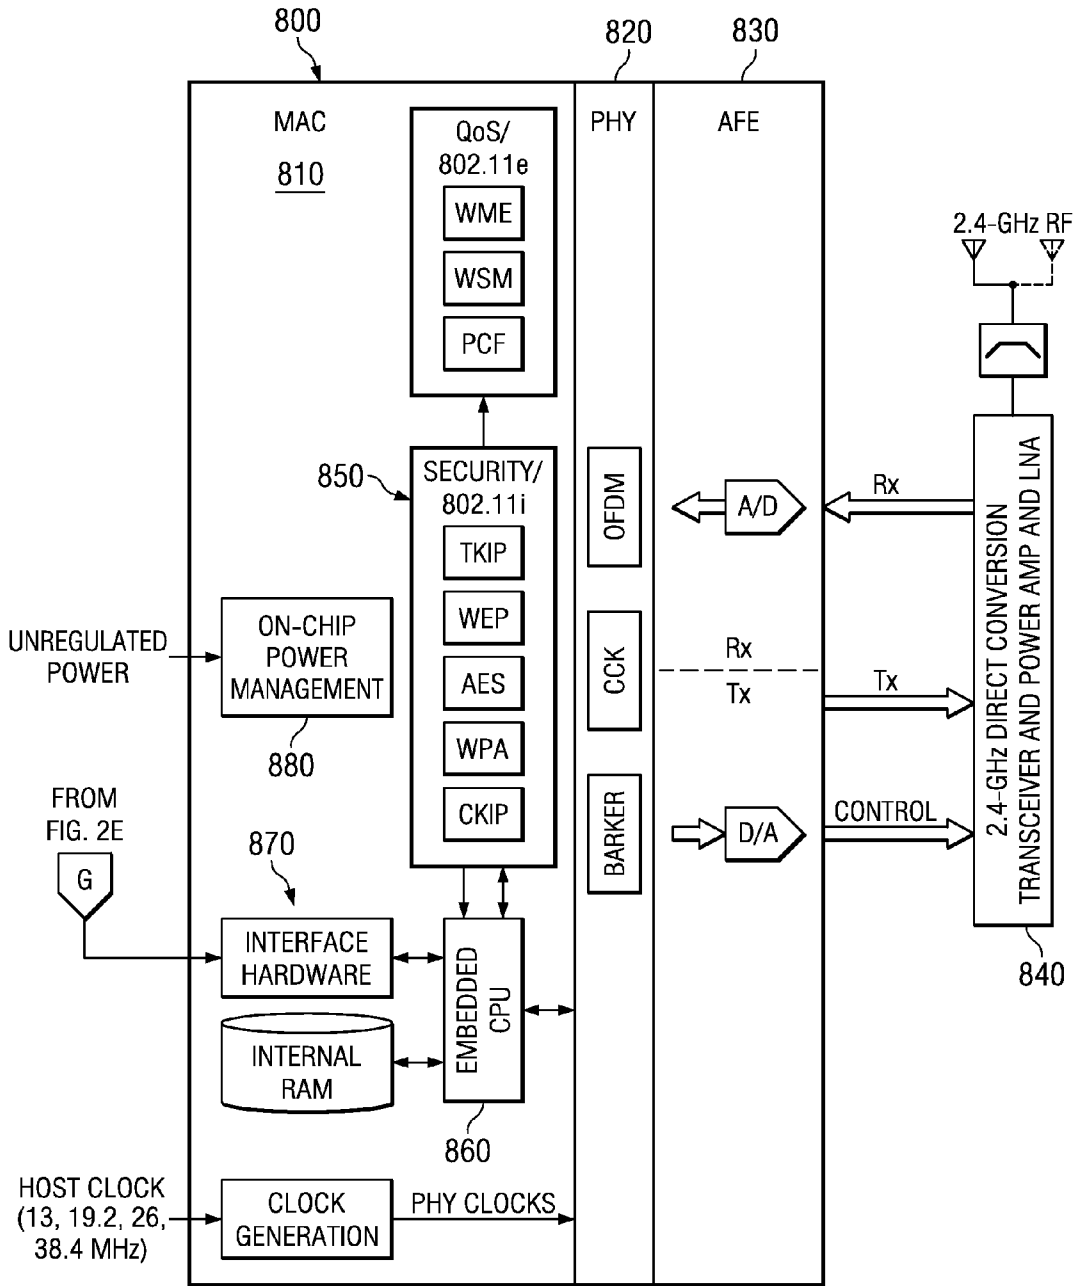 800
820
830
MAC
810
PHY
AFE
QoS/
802.11e
WME
WSM
PCF
2.4-GHz RF
850
SECURITY/
802.11i
TKIP
WEP
AES
WPA
CKIP
OFDM
CCK
BARKER
A/D
Rx
Rx
Tx
Tx
D/A
CONTROL
2.4-GHz DIRECT CONVERSION
TRANSCEIVER AND POWER AMP AND LNA
840
UNREGULATED
POWER
ON-CHIP
POWER
MANAGEMENT
880
FROM
FIG. 2E
G
870
INTERFACE
HARDWARE
INTERNAL
RAM
EMBEDDED
CPU
860
HOST CLOCK
(13, 19.2, 26,
38.4 MHz)
CLOCK
GENERATION
PHY CLOCKS